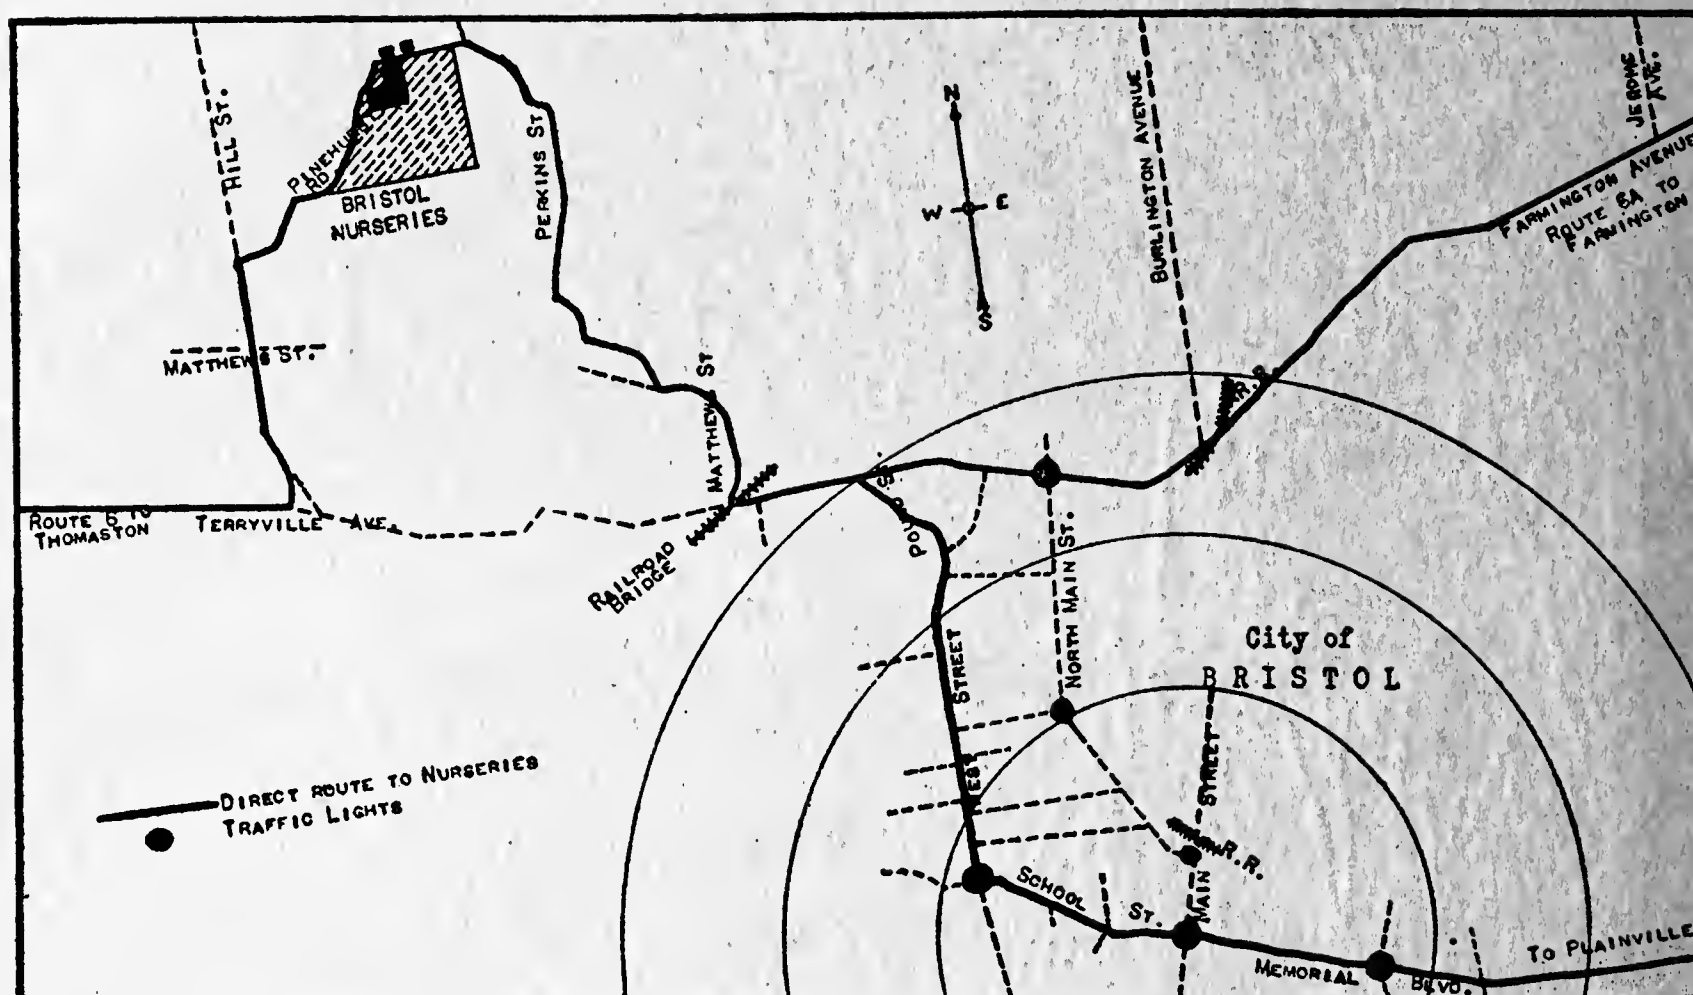 HILL ST.
PINEHURST
RD
BRISTOL
NURSERIES
PERKINS ST
N
W E
S
BURLINGTON AVENUE
JEROME
AVE.
FARMINGTON AVENUE
ROUTE 6A TO
FARMINGTON
MATTHEWS ST.
MATTHEWS ST
R.R.
ROUTE 6 TO
THOMASTON
TERRYVILLE AVE.
RAILROAD
BRIDGE
S.
POND
NORTH MAIN ST.
City of
BRISTOL
WEST STREET
MAIN STREET
R.R.
DIRECT ROUTE TO NURSERIES
TRAFFIC LIGHTS
SCHOOL ST.
MEMORIAL BLVD.
TO PLAINVILLE